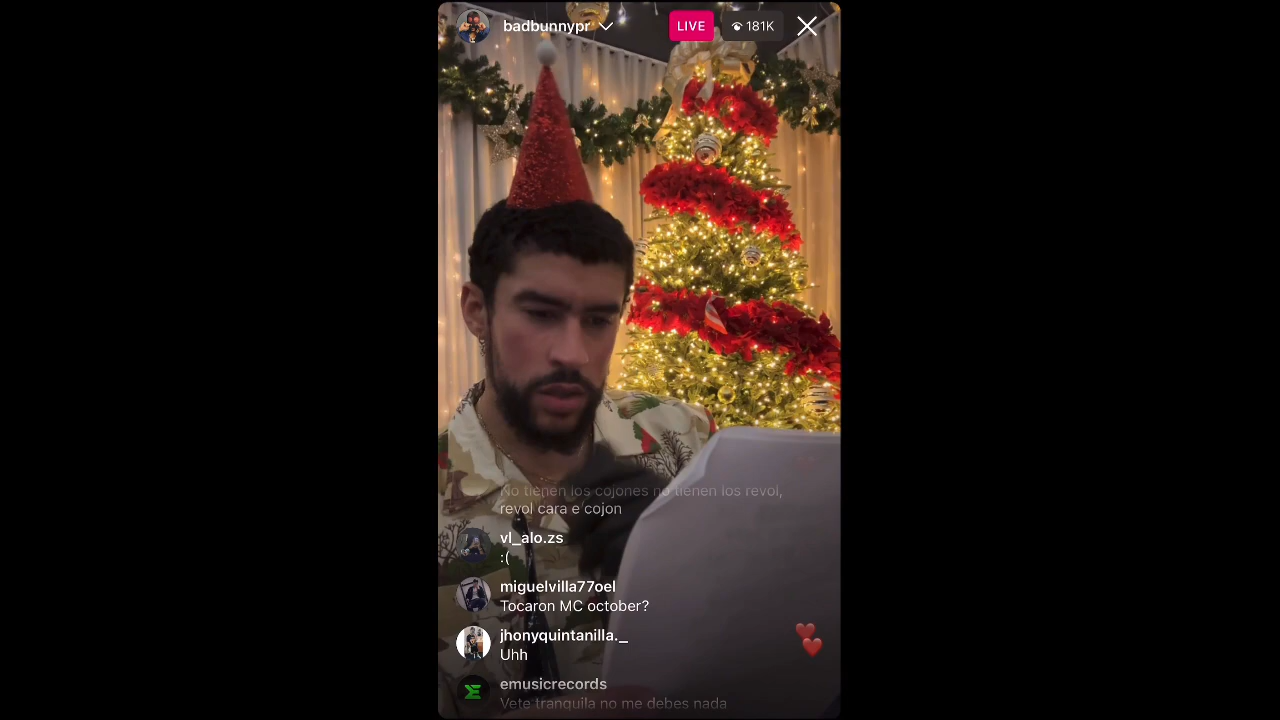 badbunnypr
LIVE
181K
No tienen los cojones no tienen los revol,
revol cara e cojon
vl_alo.zs
:(
miguelvilla77oel
Tocaron MC october?
jhonyquintanilla._
Uhh
emusicrecords
Vete tranquila no me debes nada